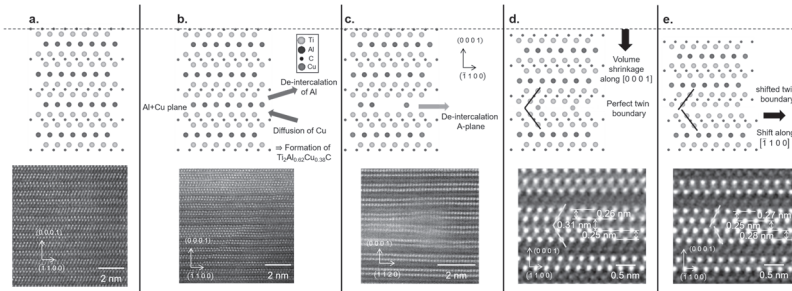 a.
b.
Ti
Al
C
Cu
De-intercalation
of Al
Al+Cu plane
Diffusion of Cu
⇒ Formation of
Ti₂Al₀.₆₂Cu₀.₃₈C
c.
(0 0 0 1)
(1̄ 1 0 0)
De-intercalation
A-plane
d.
Volume
shrinkage
along [0 0 0 1]
Perfect twin
boundary
e.
shifted twin
boundary
Shift along
[1̄ 1 0 0]
(0 0 0 1)
(1̄ 1 0 0)
2 nm
(0 0 0 1)
(1̄ 1 0 0)
2 nm
(0 0 0 1)
(1̄ 1 2 0)
2 nm
0.26 nm
0.31 nm
0.25 nm
(0 0 0 1)
(1̄ 1 0 0)
0.5 nm
0.27 nm
0.25 nm
0.28 nm
(0 0 0 1)
(1̄ 1 0 0)
0.5 nm